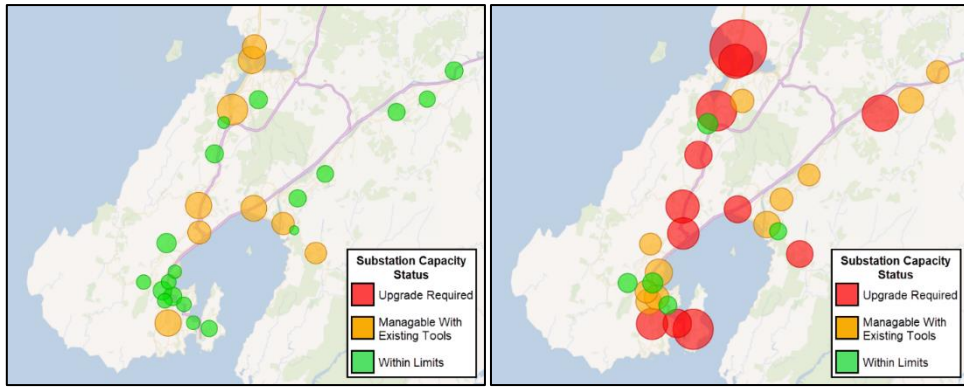 Substation Capacity
Status
Upgrade Required
Managable With
Existing Tools
Within Limits
Substation Capacity
Status
Upgrade Required
Managable With
Existing Tools
Within Limits